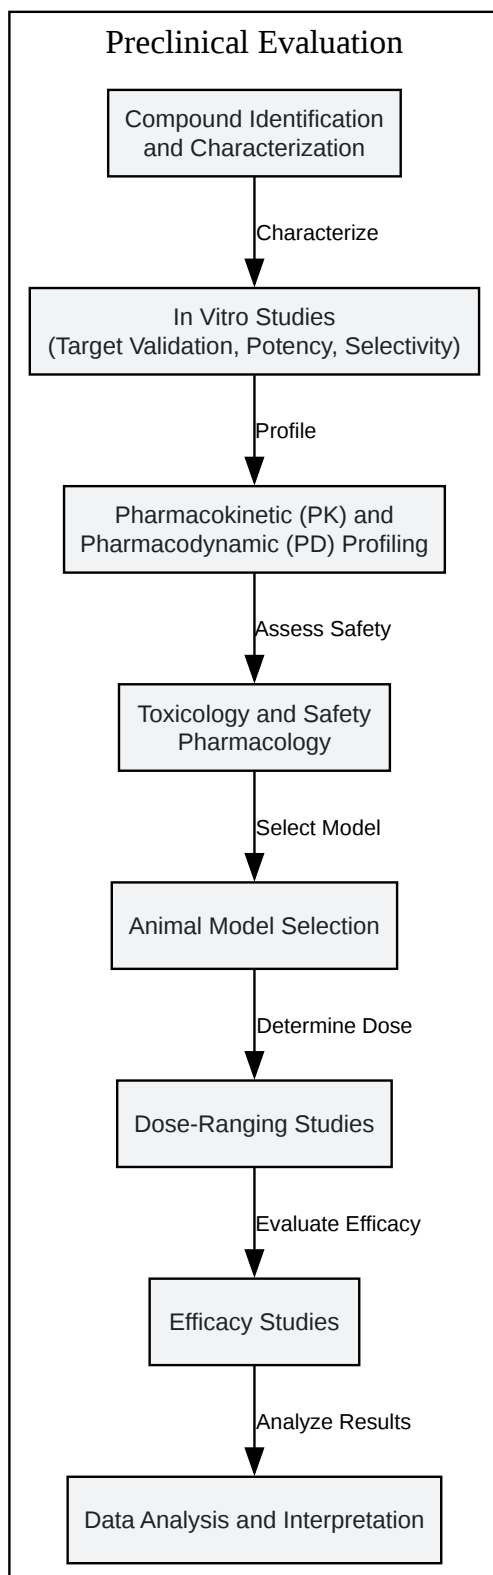 Preclinical Evaluation
Compound Identification
and Characterization
Characterize
In Vitro Studies
(Target Validation, Potency, Selectivity)
Profile
Pharmacokinetic (PK) and
Pharmacodynamic (PD) Profiling
Assess Safety
Toxicology and Safety
Pharmacology
Select Model
Animal Model Selection
Determine Dose
Dose-Ranging Studies
Evaluate Efficacy
Efficacy Studies
Analyze Results
Data Analysis and Interpretation